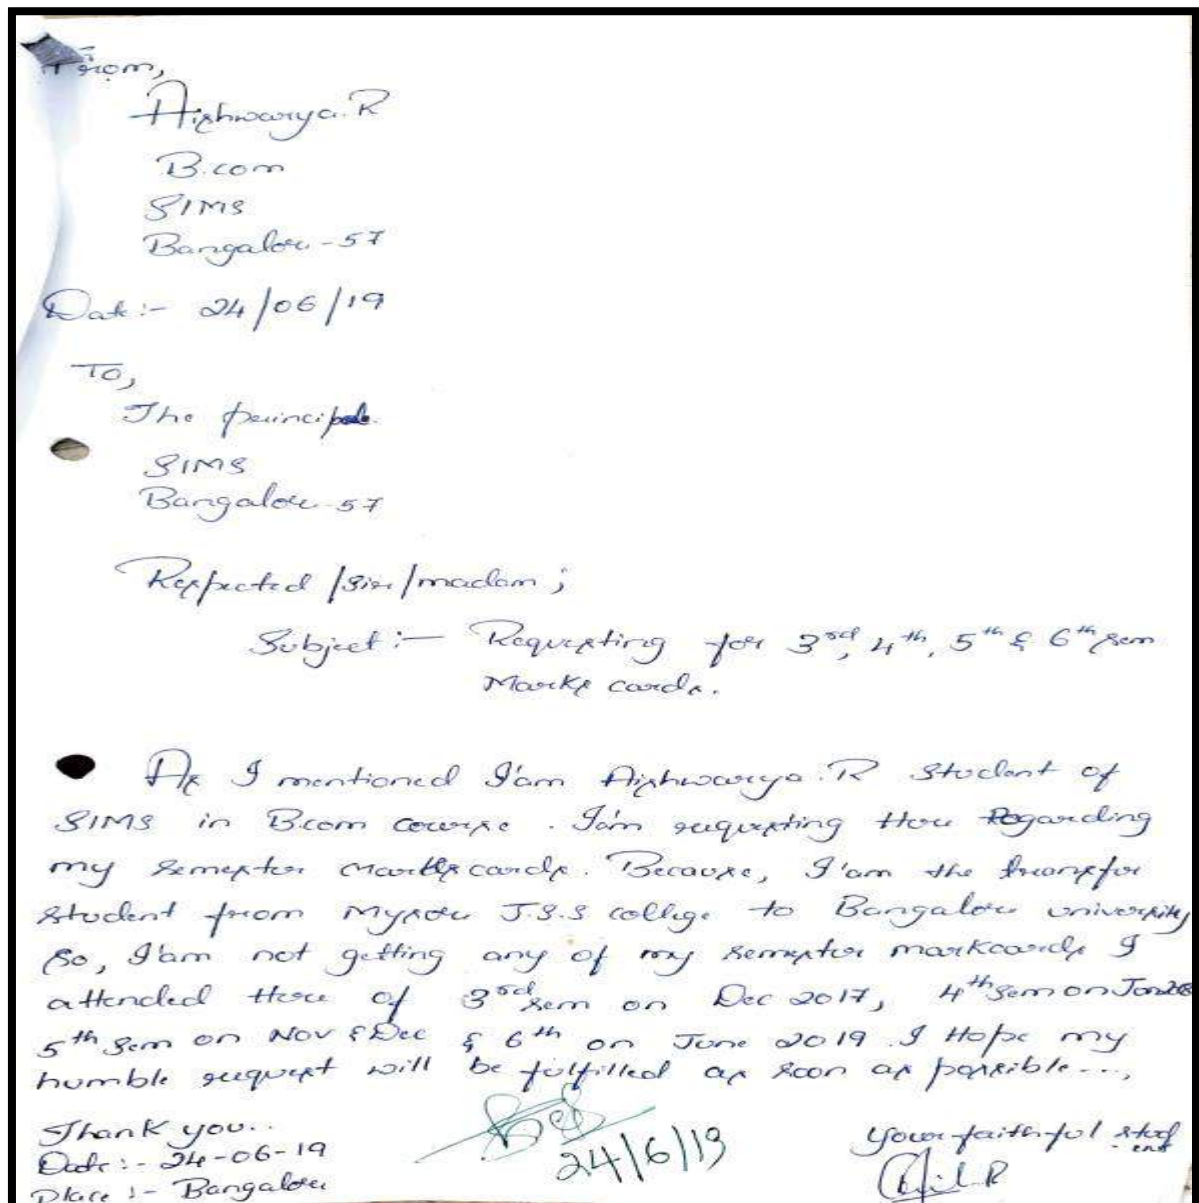 From,
Aishwarya.R
B.com
SIMS
Bangalore - 57
Date:- 24/06/19
To,
The principal
SIMS
Bangalore - 57
Respected /Sir/madam;
Subject:- Requesting for 3rd, 4th, 5th & 6th sem
Marks cards.
As I mentioned I'am Aishwarya.R Student of
SIMS in B.com course. I'am requesting Here Regarding
my semester marks cards. Because, I'am the transfer
student from Mysore J.S.S college to Bangalore university
So, I'am not getting any of my semester markcards I
attended Here of 3rd sem on Dec 2017, 4th Sem on
5th Sem on Nov & Dec & 6th on June 2019. I Hope my
humble request will be fulfilled as soon as possible...,
Thank you..
Date:- 24-06-19
Place :- Bangalore
24/6/19
Your faithful stud
ent